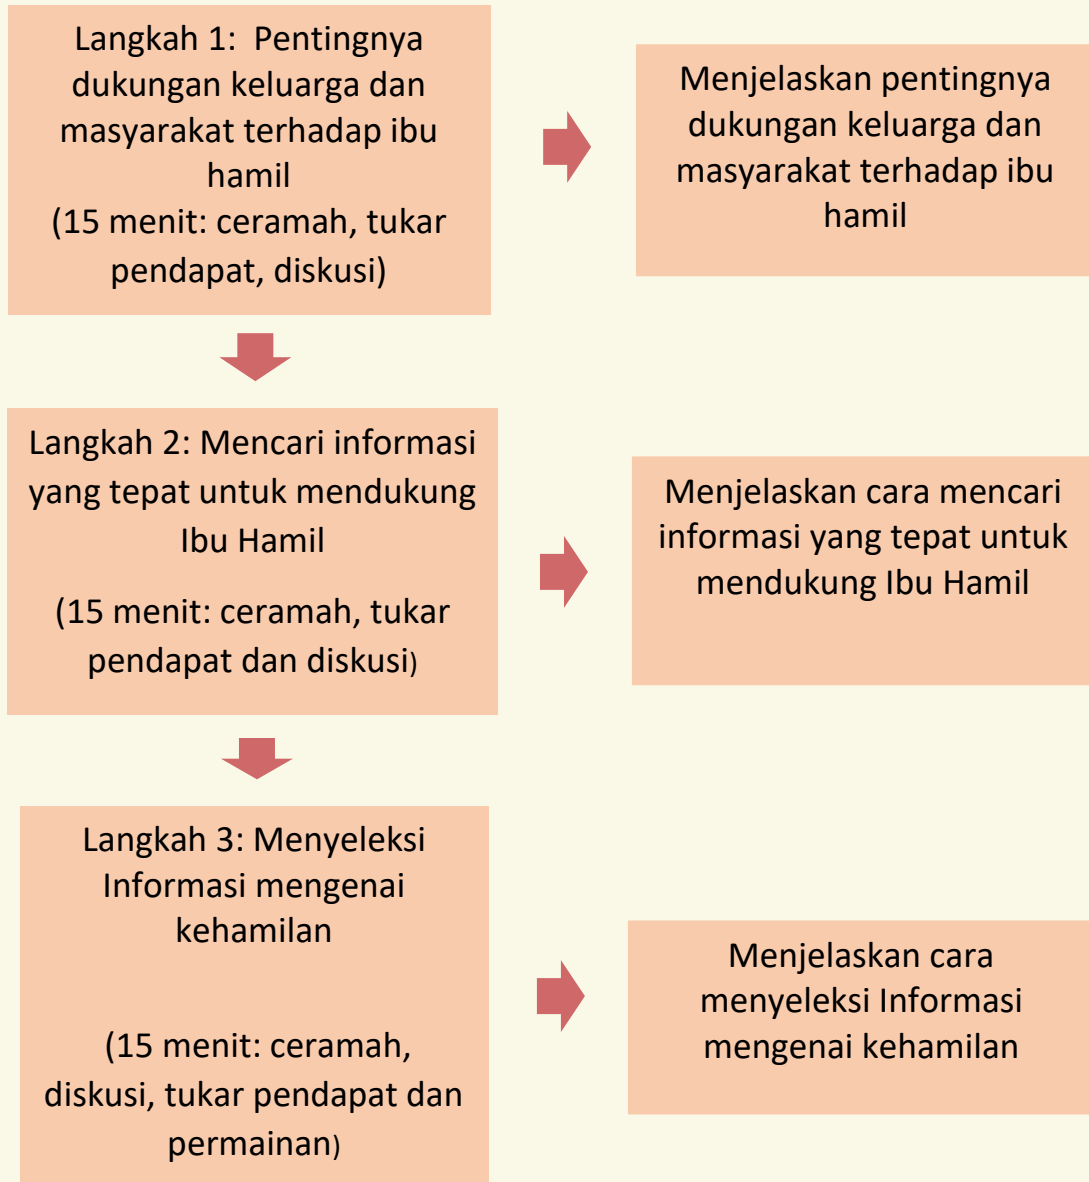 Langkah 1:  Pentingnya
dukungan keluarga dan
masyarakat terhadap ibu
hamil
(15 menit: ceramah, tukar
pendapat, diskusi)
Menjelaskan pentingnya
dukungan keluarga dan
masyarakat terhadap ibu
hamil
Langkah 2: Mencari informasi
yang tepat untuk mendukung
Ibu Hamil
(15 menit: ceramah, tukar
pendapat dan diskusi)
Menjelaskan cara mencari
informasi yang tepat untuk
mendukung Ibu Hamil
Langkah 3: Menyeleksi
Informasi mengenai
kehamilan
(15 menit: ceramah,
diskusi, tukar pendapat dan
permainan)
Menjelaskan cara
menyeleksi Informasi
mengenai kehamilan